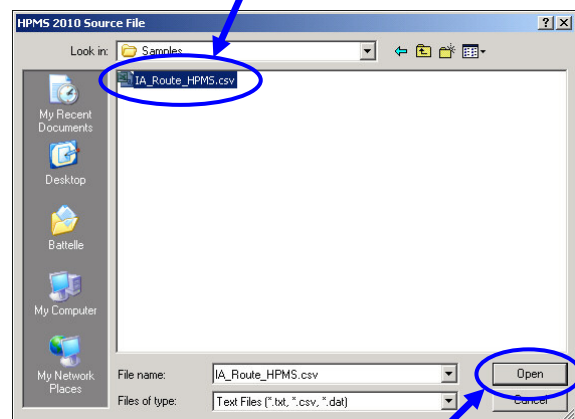 HPMS 2010 Source File
Look in: Samples
IA_Route_HPMS.csv
My Recent
Documents
Desktop
Battelle
My Computer
My Network
Places
File name: IA_Route_HPMS.csv Open
Files of type: Text Files (*.txt, *.csv, *.dat) Cancel